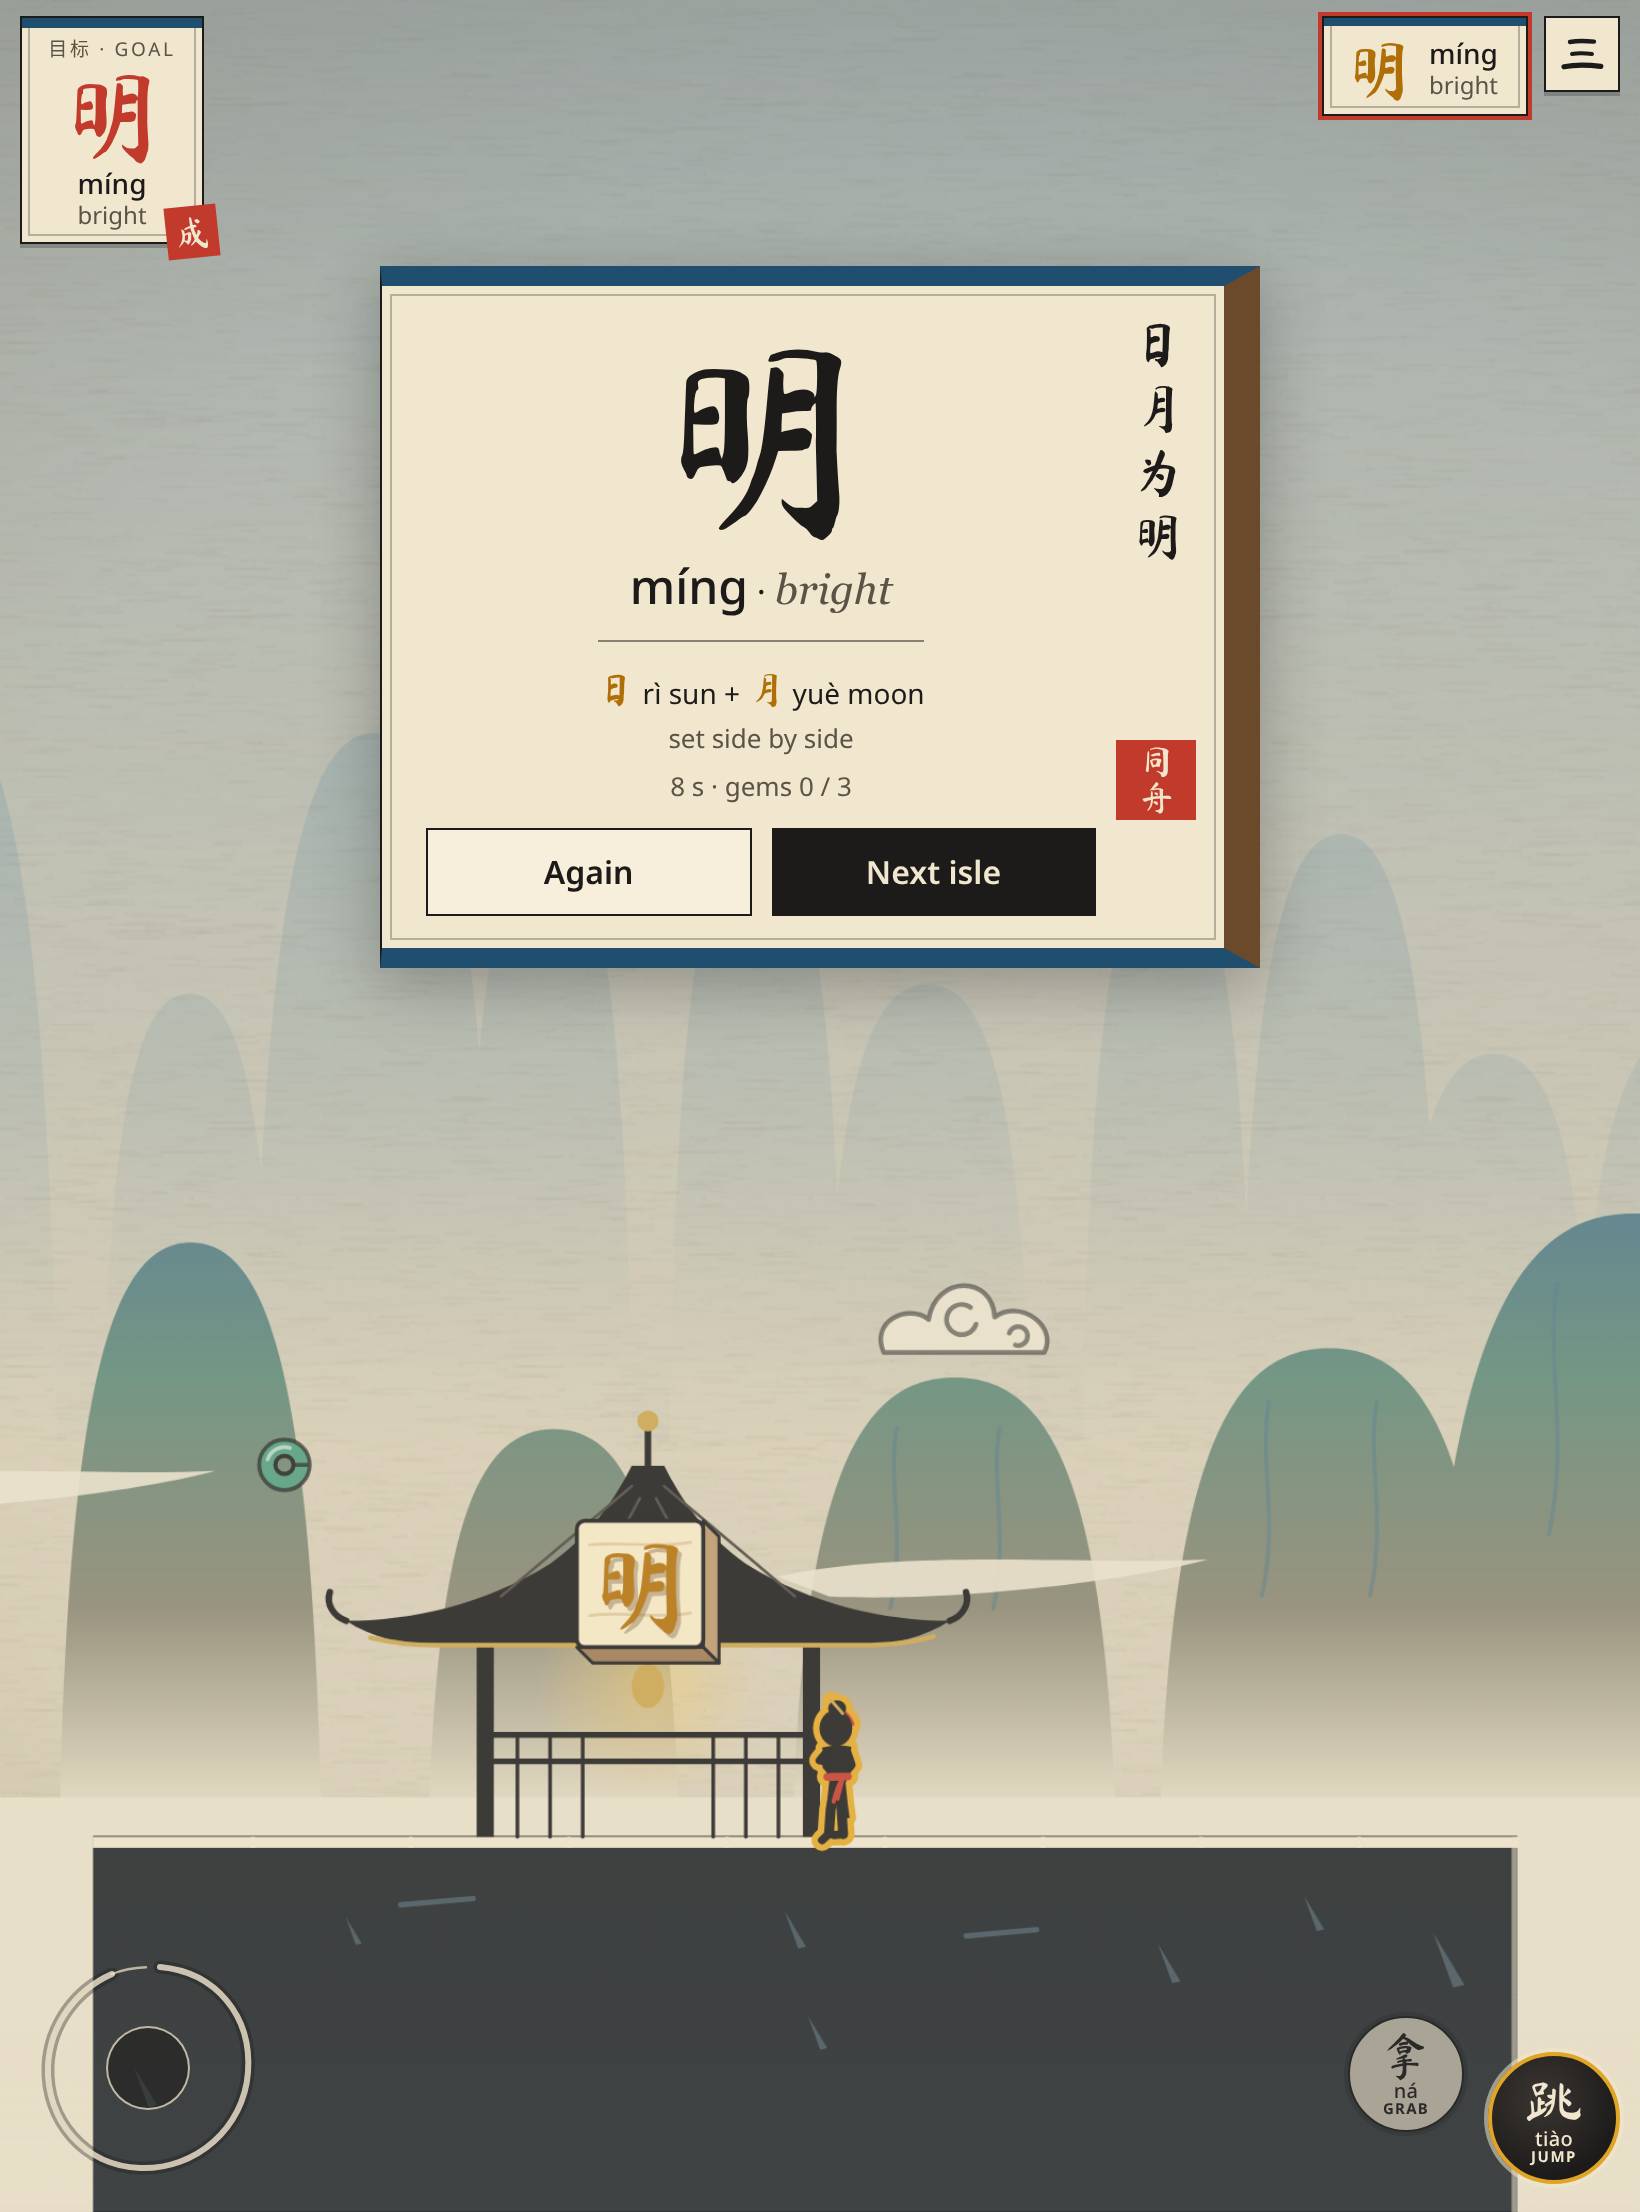 目标 · GOAL
明
míng
bright
成
明
míng
bright
三
明
míng · bright
日 rì sun + 月 yuè moon
set side by side
8 s · gems 0 / 3
Again
Next isle
日月为明
同舟
明
拿
ná
GRAB
跳
tiào
JUMP